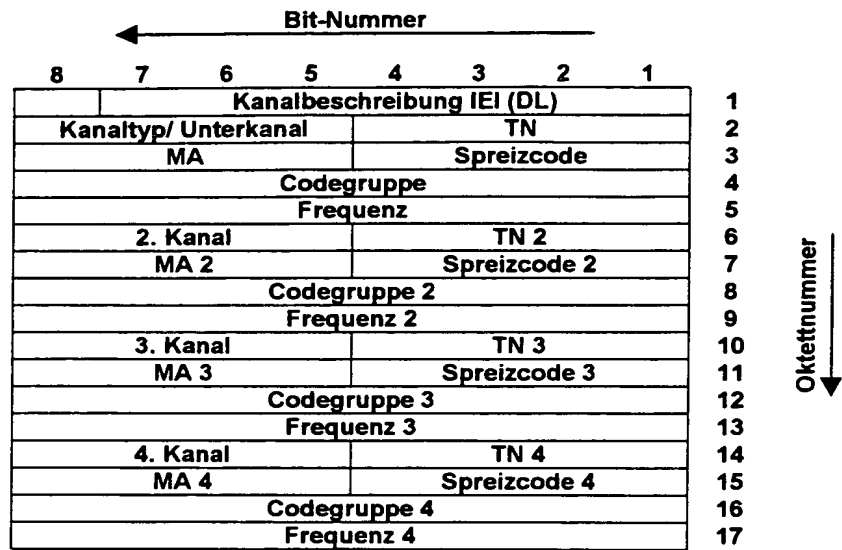 Bit-Nummer
8 7 6 5 4 3 2 1
Kanalbeschreibung IEI (DL) 1
Kanaltyp/ Unterkanal TN 2
MA Spreizcode 3
Codegruppe 4
Frequenz 5
2. Kanal TN 2 6
MA 2 Spreizcode 2 7
Codegruppe 2 8
Frequenz 2 9
3. Kanal TN 3 10
MA 3 Spreizcode 3 11
Codegruppe 3 12
Frequenz 3 13
4. Kanal TN 4 14
MA 4 Spreizcode 4 15
Codegruppe 4 16
Frequenz 4 17
Oktettnummer